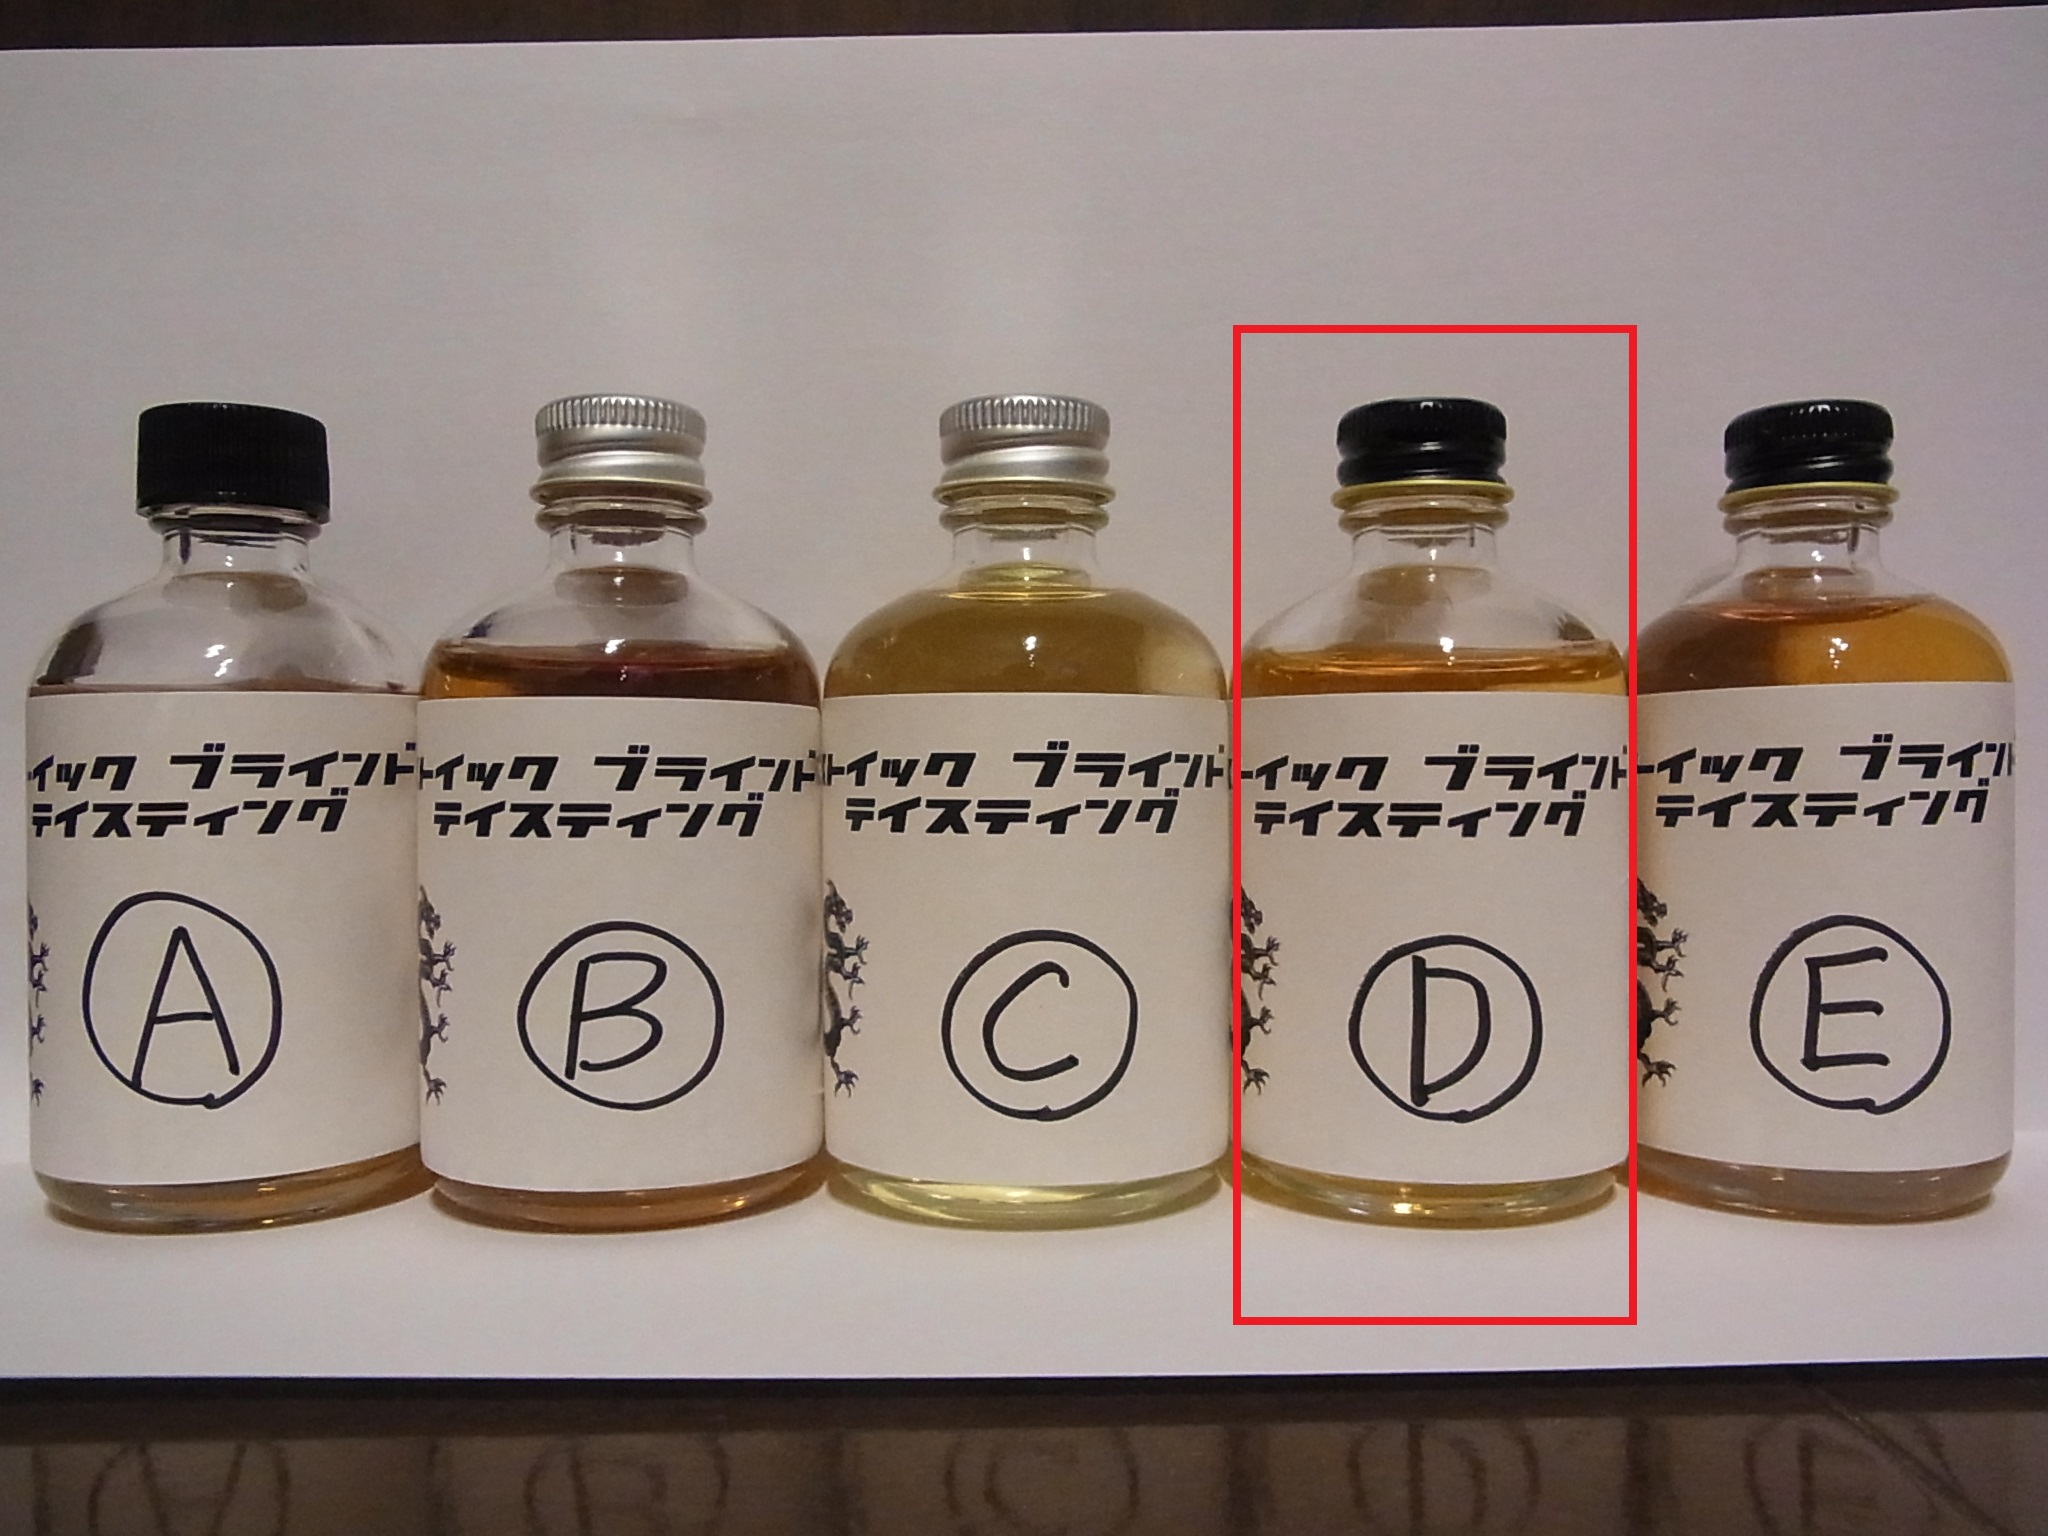 イック ブラインド
テイスティング
A
トイック ブラインド
テイスティング
B
トイック ブラインド
テイスティング
C
イック ブライン
テイスティング
D
トイック ブライン
テイスティング
E